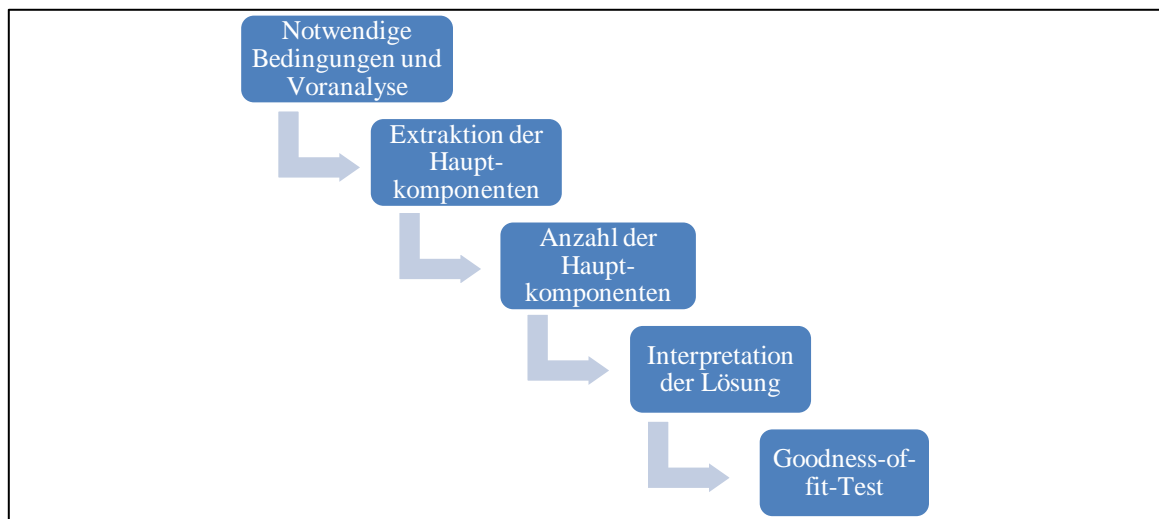 Notwendige
Bedingungen und
Voranalyse
Extraktion der
Haupt-
komponenten
Anzahl der
Haupt-
komponenten
Interpretation
der Lösung
Goodness-of-
fit-Test